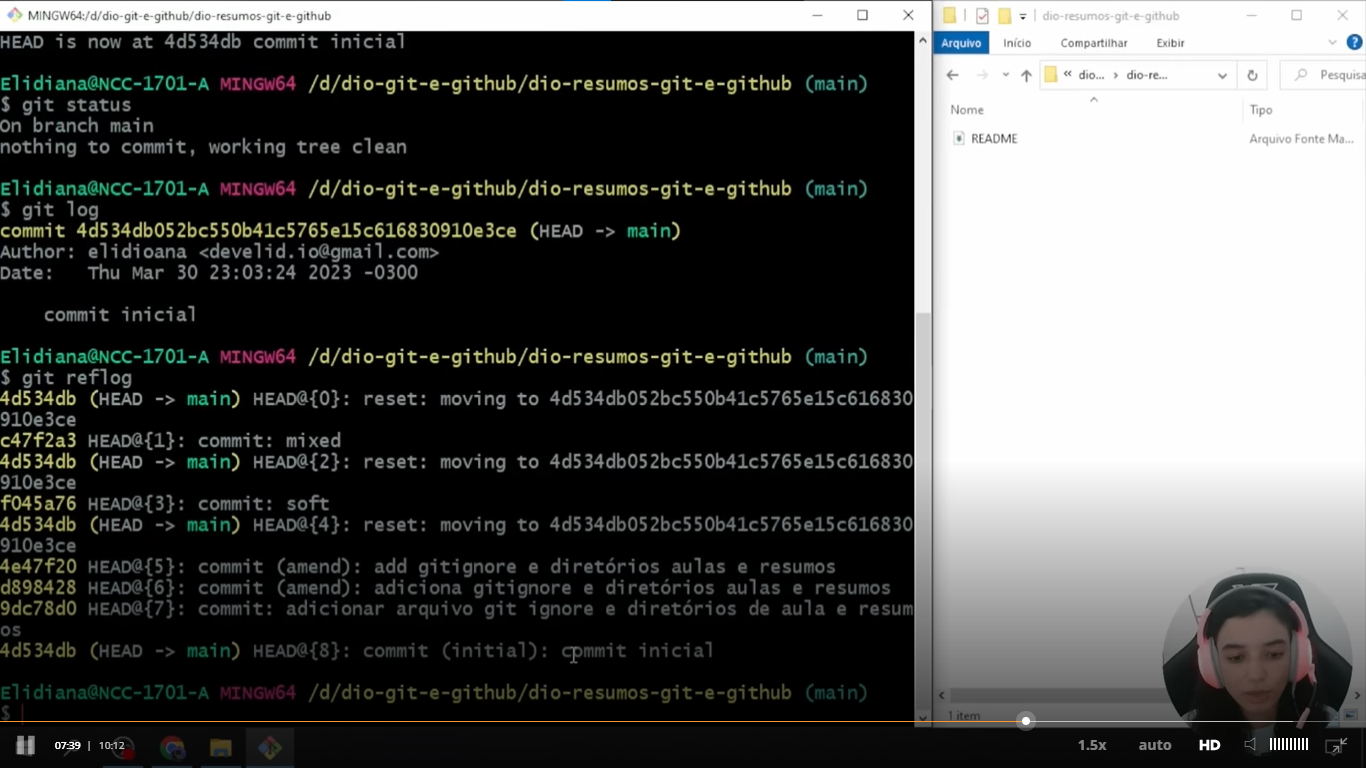 MINGW64:/d/dio-git-e-github/dio-resumos-git-e-github
HEAD is now at 4d534db commit inicial
Elidiana@NCC-1701-A MINGW64 /d/dio-git-e-github/dio-resumos-git-e-github (main)
$ git status
On branch main
nothing to commit, working tree clean
Elidiana@NCC-1701-A MINGW64 /d/dio-git-e-github/dio-resumos-git-e-github (main)
$ git log
commit 4d534db052bc550b41c5765e15c616830910e3ce (HEAD -> main)
Author: elidioana <develid.io@gmail.com>
Date:   Thu Mar 30 23:03:24 2023 -0300
commit inicial
Elidiana@NCC-1701-A MINGW64 /d/dio-git-e-github/dio-resumos-git-e-github (main)
$ git reflog
4d534db (HEAD -> main) HEAD@{0}: reset: moving to 4d534db052bc550b41c5765e15c616830
910e3ce
c47f2a3 HEAD@{1}: commit: mixed
4d534db (HEAD -> main) HEAD@{2}: reset: moving to 4d534db052bc550b41c5765e15c616830
910e3ce
f045a76 HEAD@{3}: commit: soft
4d534db (HEAD -> main) HEAD@{4}: reset: moving to 4d534db052bc550b41c5765e15c616830
910e3ce
4e47f20 HEAD@{5}: commit (amend): add gitignore e diretórios aulas e resumos
d898428 HEAD@{6}: commit (amend): adiciona gitignore e diretórios aulas e resumos
9dc78d0 HEAD@{7}: commit: adicionar arquivo git ignore e diretórios de aula e resum
os
4d534db (HEAD -> main) HEAD@{8}: commit (initial): commit inicial
Elidiana@NCC-1701-A MINGW64 /d/dio-git-e-github/dio-resumos-git-e-github (main)
$
dio-resumos-git-e-github
Arquivo Início Compartilhar Exibir
« dio... › dio-re... Pesquisa
Nome Tipo
README Arquivo Fonte Ma...
1 item
07:39 | 10:12 1.5x auto HD